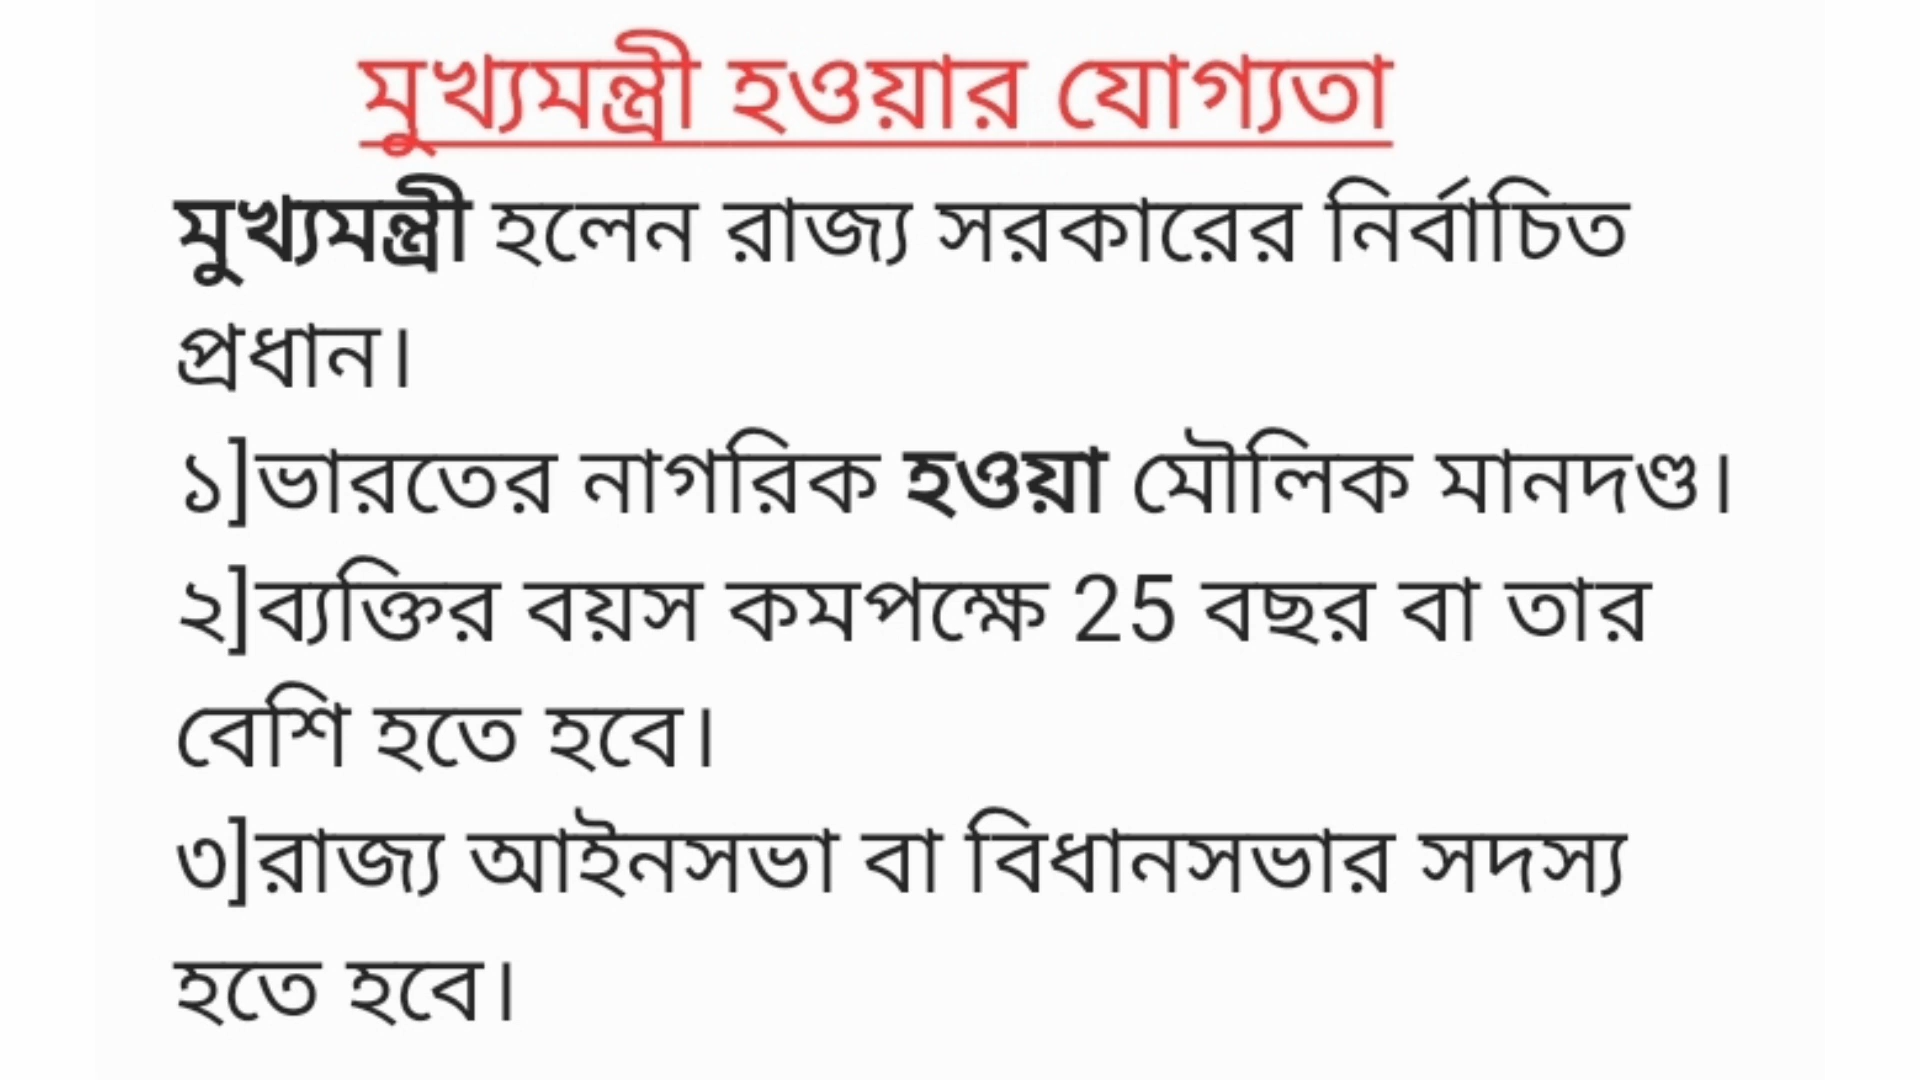 মুখ্যমন্ত্রী হওয়ার যোগ্যতা
মুখ্যমন্ত্রী হলেন রাজ্য সরকারের নির্বাচিত
প্রধান।
১]ভারতের নাগরিক হওয়া মৌলিক মানদণ্ড।
২]ব্যক্তির বয়স কমপক্ষে 25 বছর বা তার
বেশি হতে হবে।
৩]রাজ্য আইনসভা বা বিধানসভার সদস্য
হতে হবে।